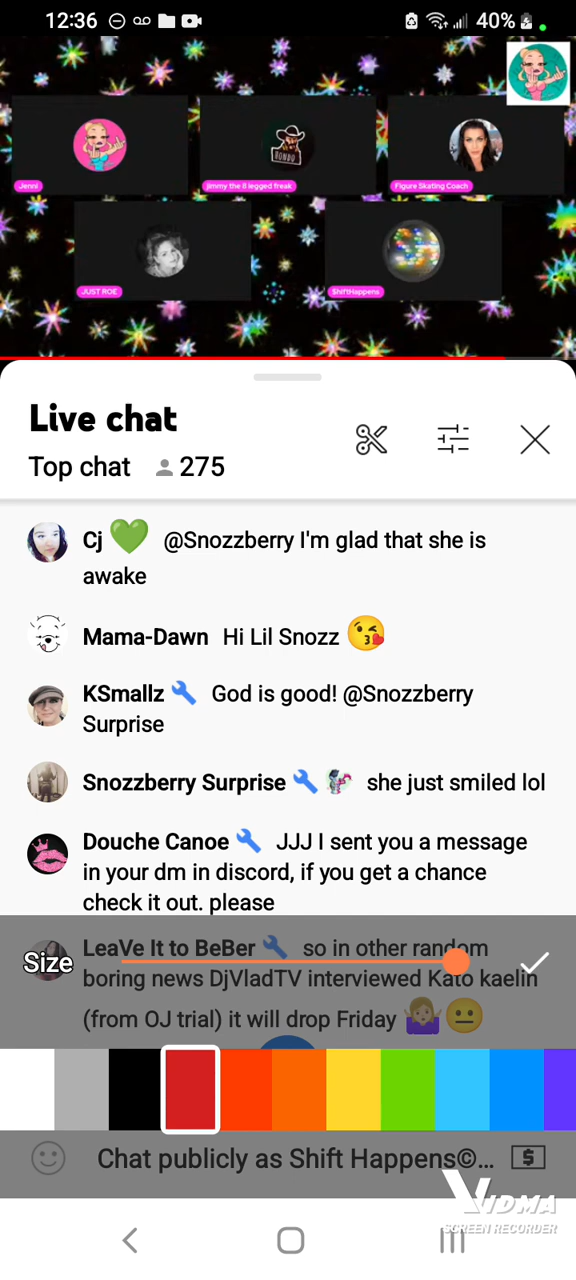 12:36
40%
Jenni
jimmy the ll legged freak
Figure Skating Coach
BONDO
JUST ROE
ShiftHappens
Live chat
Top chat 275
Cj 💚 @Snozzberry I'm glad that she is
awake
Mama-Dawn Hi Lil Snozz 😘
KSmallz 🔧 God is good! @Snozzberry
Surprise
Snozzberry Surprise 🔧 she just smiled lol
Douche Canoe 🔧 JJJ I sent you a message
in your dm in discord, if you get a chance
check it out. please
LeaVe It to BeBer 🔧 so in other random
Size
boring news DjVladTV interviewed Kato kaelin
(from OJ trial) it will drop Friday 🤷🏼‍♀️😐
Chat publicly as Shift Happens©... $
VIDMA
SCREEN RECORDER